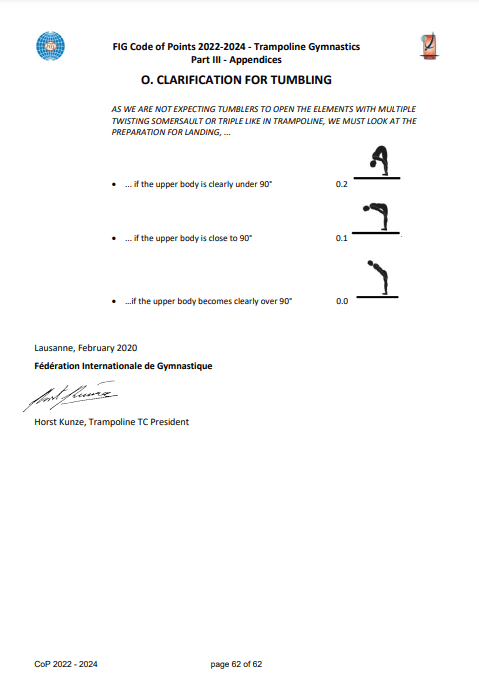 FIG Code of Points 2022-2024 - Trampoline Gymnastics
Part III - Appendices
O. CLARIFICATION FOR TUMBLING
AS WE ARE NOT EXPECTING TUMBLERS TO OPEN THE ELEMENTS WITH MULTIPLE
TWISTING SOMERSAULT OR TRIPLE LIKE IN TRAMPOLINE, WE MUST LOOK AT THE
PREPARATION FOR LANDING, ...
• ... if the upper body is clearly under 90° 0.2
• ... if the upper body is close to 90° 0.1
• ...if the upper body becomes clearly over 90° 0.0
Lausanne, February 2020
Fédération Internationale de Gymnastique
Horst Kunze, Trampoline TC President
CoP 2022 - 2024 page 62 of 62